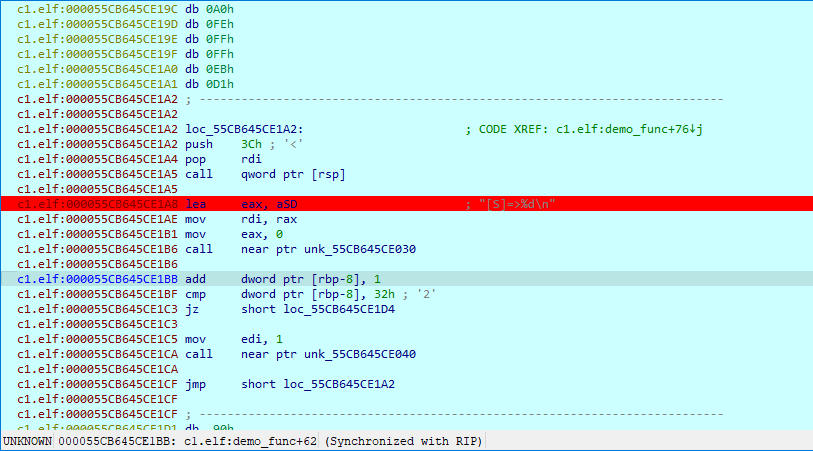 c1.elf:000055CB645CE19C db 0A0h
c1.elf:000055CB645CE19D db 0FEh
c1.elf:000055CB645CE19E db 0FFh
c1.elf:000055CB645CE19F db 0FFh
c1.elf:000055CB645CE1A0 db 0EBh
c1.elf:000055CB645CE1A1 db 0D1h
c1.elf:000055CB645CE1A2 ; ---------------------------------------------------------------------------
c1.elf:000055CB645CE1A2
c1.elf:000055CB645CE1A2 loc_55CB645CE1A2: ; CODE XREF: c1.elf:demo_func+76↓j
c1.elf:000055CB645CE1A2 push 3Ch ; '<'
c1.elf:000055CB645CE1A4 pop rdi
c1.elf:000055CB645CE1A5 call qword ptr [rsp]
c1.elf:000055CB645CE1A5
c1.elf:000055CB645CE1A8 lea eax, aSD ; "[S]=>%d\n"
c1.elf:000055CB645CE1AE mov rdi, rax
c1.elf:000055CB645CE1B1 mov eax, 0
c1.elf:000055CB645CE1B6 call near ptr unk_55CB645CE030
c1.elf:000055CB645CE1B6
c1.elf:000055CB645CE1BB add dword ptr [rbp-8], 1
c1.elf:000055CB645CE1BF cmp dword ptr [rbp-8], 32h ; '2'
c1.elf:000055CB645CE1C3 jz short loc_55CB645CE1D4
c1.elf:000055CB645CE1C3
c1.elf:000055CB645CE1C5 mov edi, 1
c1.elf:000055CB645CE1CA call near ptr unk_55CB645CE040
c1.elf:000055CB645CE1CA
c1.elf:000055CB645CE1CF jmp short loc_55CB645CE1A2
c1.elf:000055CB645CE1CF
c1.elf:000055CB645CE1CF ; ---------------------------------------------------------------------------
c1.elf:000055CB645CE1D1 db 90h
UNKNOWN 000055CB645CE1BB: c1.elf:demo_func+62 (Synchronized with RIP)